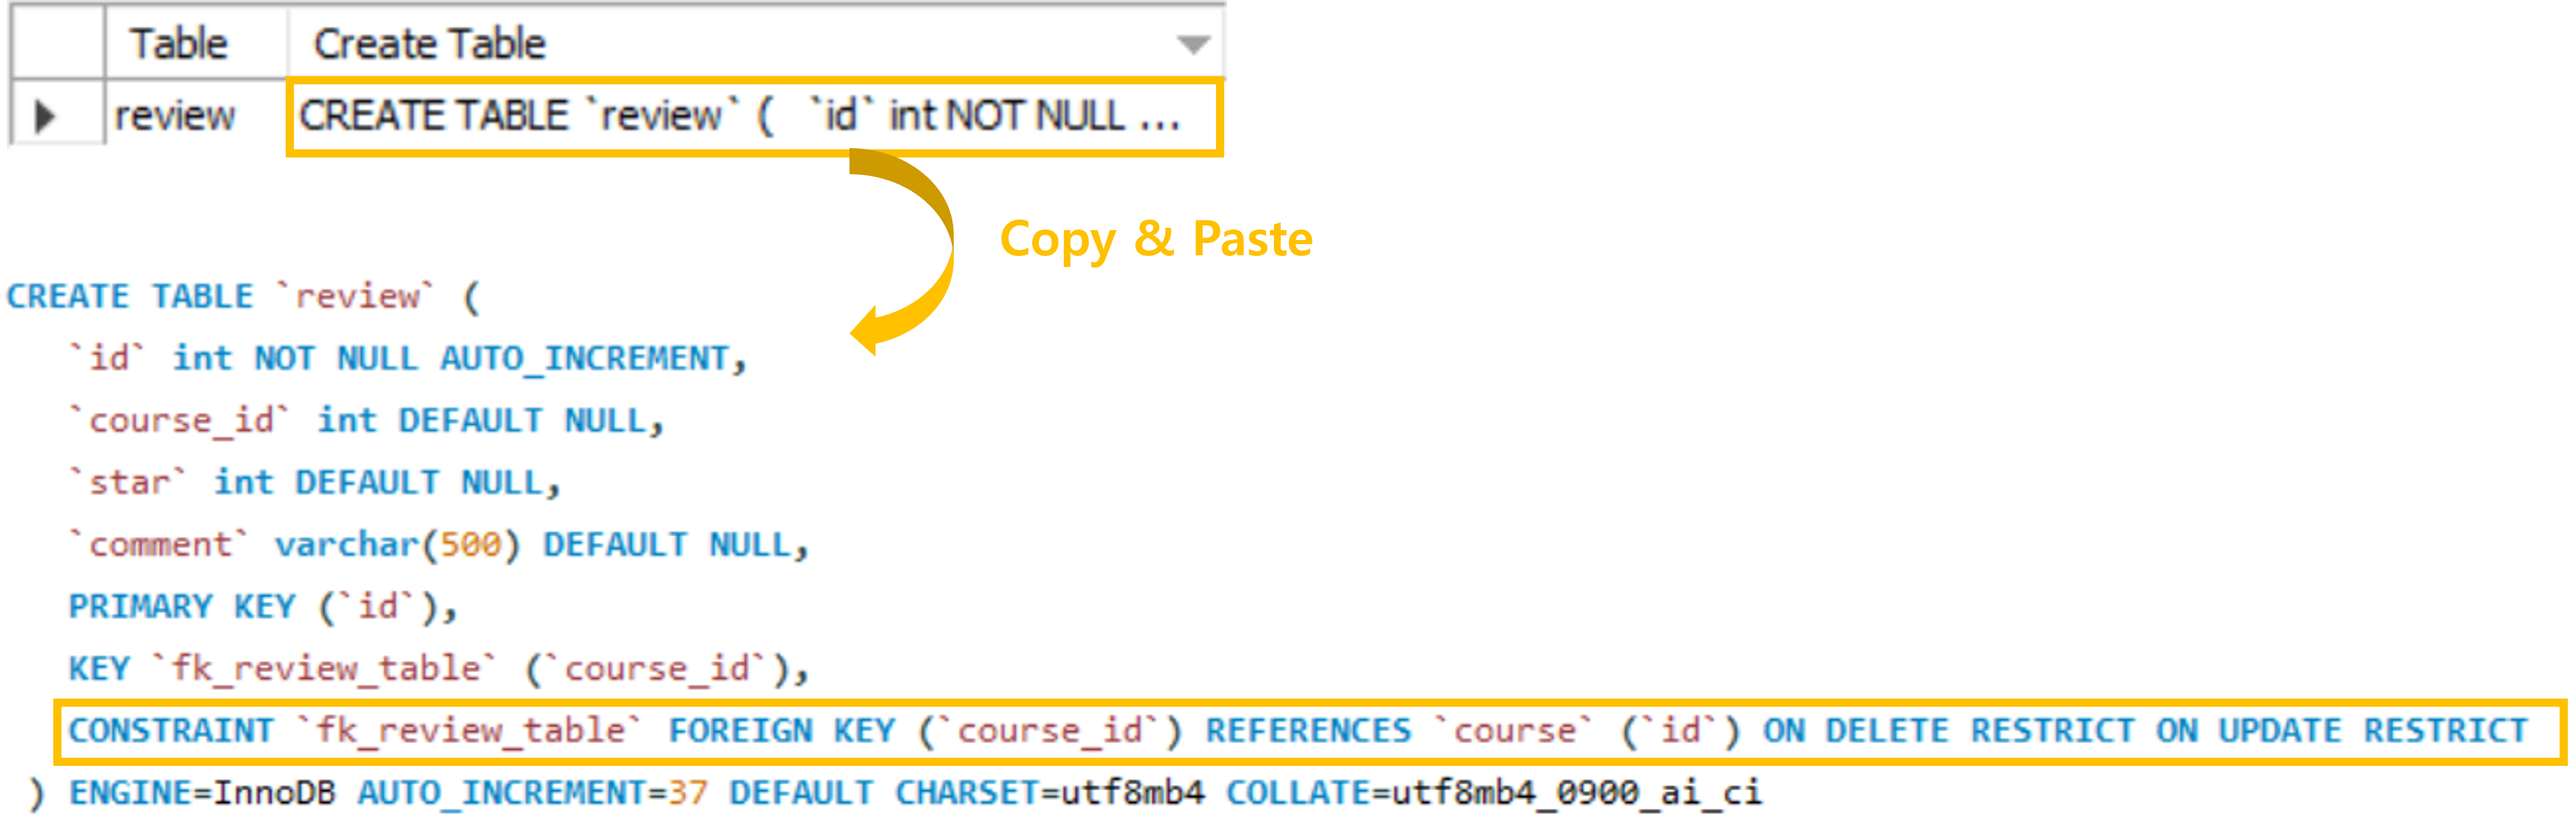 Table Create Table
review CREATE TABLE `review` ( `id` int NOT NULL ...
Copy & Paste
CREATE TABLE `review` (
`id` int NOT NULL AUTO_INCREMENT,
`course_id` int DEFAULT NULL,
`star` int DEFAULT NULL,
`comment` varchar(500) DEFAULT NULL,
PRIMARY KEY (`id`),
KEY `fk_review_table` (`course_id`),
CONSTRAINT `fk_review_table` FOREIGN KEY (`course_id`) REFERENCES `course` (`id`) ON DELETE RESTRICT ON UPDATE RESTRICT
) ENGINE=InnoDB AUTO_INCREMENT=37 DEFAULT CHARSET=utf8mb4 COLLATE=utf8mb4_0900_ai_ci